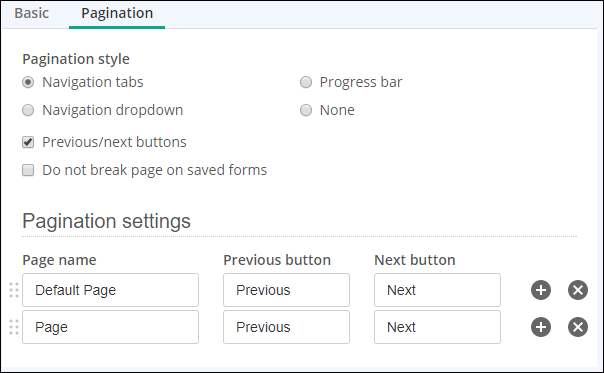 Basic Pagination
Pagination style
Navigation tabs Progress bar
Navigation dropdown None
Previous/next buttons
Do not break page on saved forms
Pagination settings
Page name Previous button Next button
Default Page Previous Next
Page Previous Next